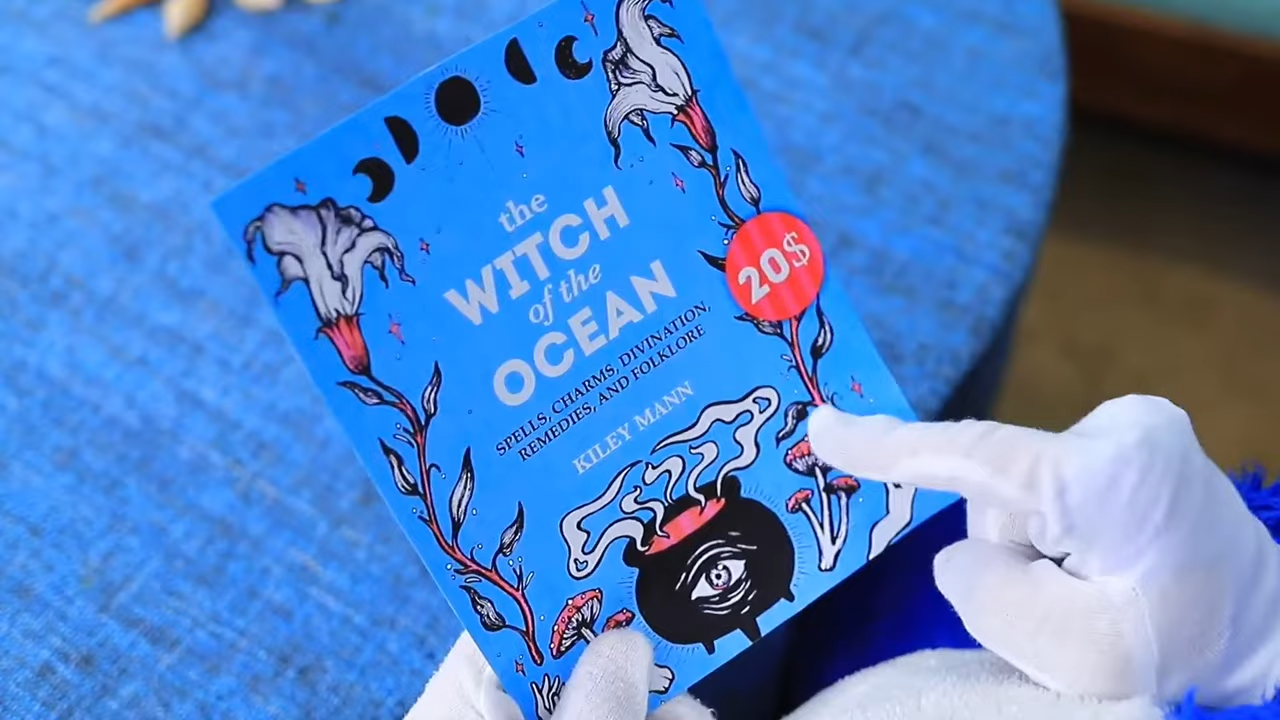 the
WITCH
of the
OCEAN
SPELLS, CHARMS, DIVINATION,
REMEDIES, AND FOLKLORE
KILEY MANN
20$